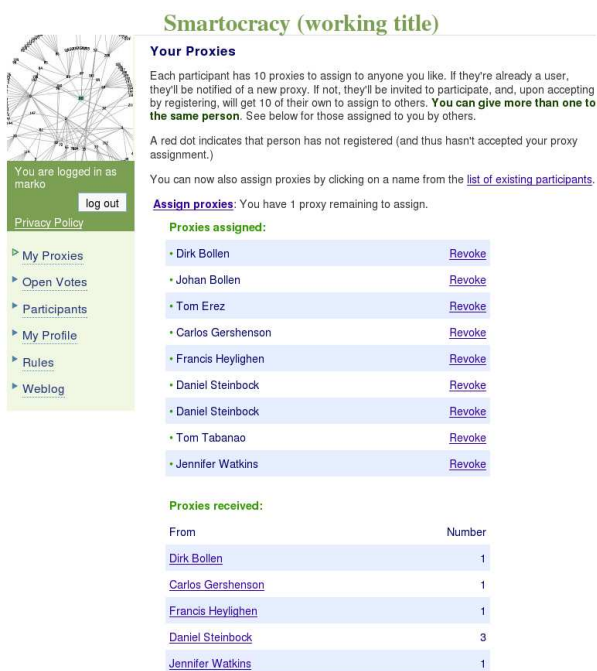 Smartocracy (working title)
Your Proxies
Each participant has 10 proxies to assign to anyone you like. If they're already a user,
they'll be notified of a new proxy. If not, they'll be invited to participate, and, upon accepting
by registering, will get 10 of their own to assign to others. You can give more than one to
the same person. See below for those assigned to you by others.
A red dot indicates that person has not registered (and thus hasn't accepted your proxy
assignment.)
You can now also assign proxies by clicking on a name from the list of existing participants.
You are logged in as
marko
log out
Privacy Policy
My Proxies
Open Votes
Participants
My Profile
Rules
Weblog
Assign proxies: You have 1 proxy remaining to assign.
Proxies assigned:
• Dirk Bollen Revoke
• Johan Bollen Revoke
• Tom Erez Revoke
• Carlos Gershenson Revoke
• Francis Heylighen Revoke
• Daniel Steinbock Revoke
• Daniel Steinbock Revoke
• Tom Tabanao Revoke
• Jennifer Watkins Revoke
Proxies received:
From Number
Dirk Bollen 1
Carlos Gershenson 1
Francis Heylighen 1
Daniel Steinbock 3
Jennifer Watkins 1